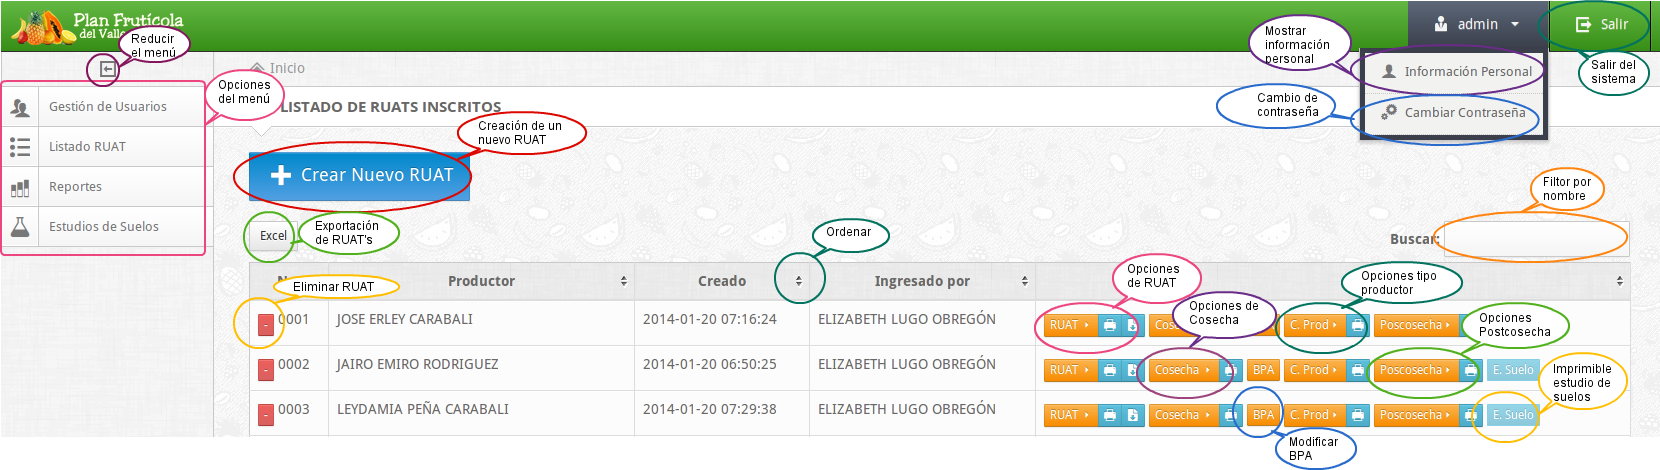 Plan Frutícola
del Valle
Reducir
el menú
Mostrar
información
personal
admin
Salir
Salir del
sistema
Inicio
Información Personal
Opciones
del menú
Cambio de
contraseña
Cambiar Contraseña
Gestión de Usuarios
Listado RUAT
Reportes
Estudios de Suelos
LISTADO DE RUATS INSCRITOS
Creación de un
nuevo RUAT
Crear Nuevo RUAT
Filtor por
nombre
Excel
Exportación
de RUAT's
Ordenar
Buscar:
Productor
Creado
Ingresado por
Eliminar RUAT
Opciones
de RUAT
Opciones de
Cosecha
Opciones tipo
productor
Opciones
Postcosecha
- 0001 JOSE ERLEY CARABALI 2014-01-20 07:16:24 ELIZABETH LUGO OBREGÓN RUAT C. Prod Poscosecha
- 0002 JAIRO EMIRO RODRIGUEZ 2014-01-20 06:50:25 ELIZABETH LUGO OBREGÓN RUAT Cosecha BPA C. Prod Poscosecha E. Suelo
- 0003 LEYDAMIA PEÑA CARABALI 2014-01-20 07:29:38 ELIZABETH LUGO OBREGÓN RUAT Cosecha BPA C. Prod Poscosecha E. Suelo
Imprimible
estudio de
suelos
Modificar
BPA